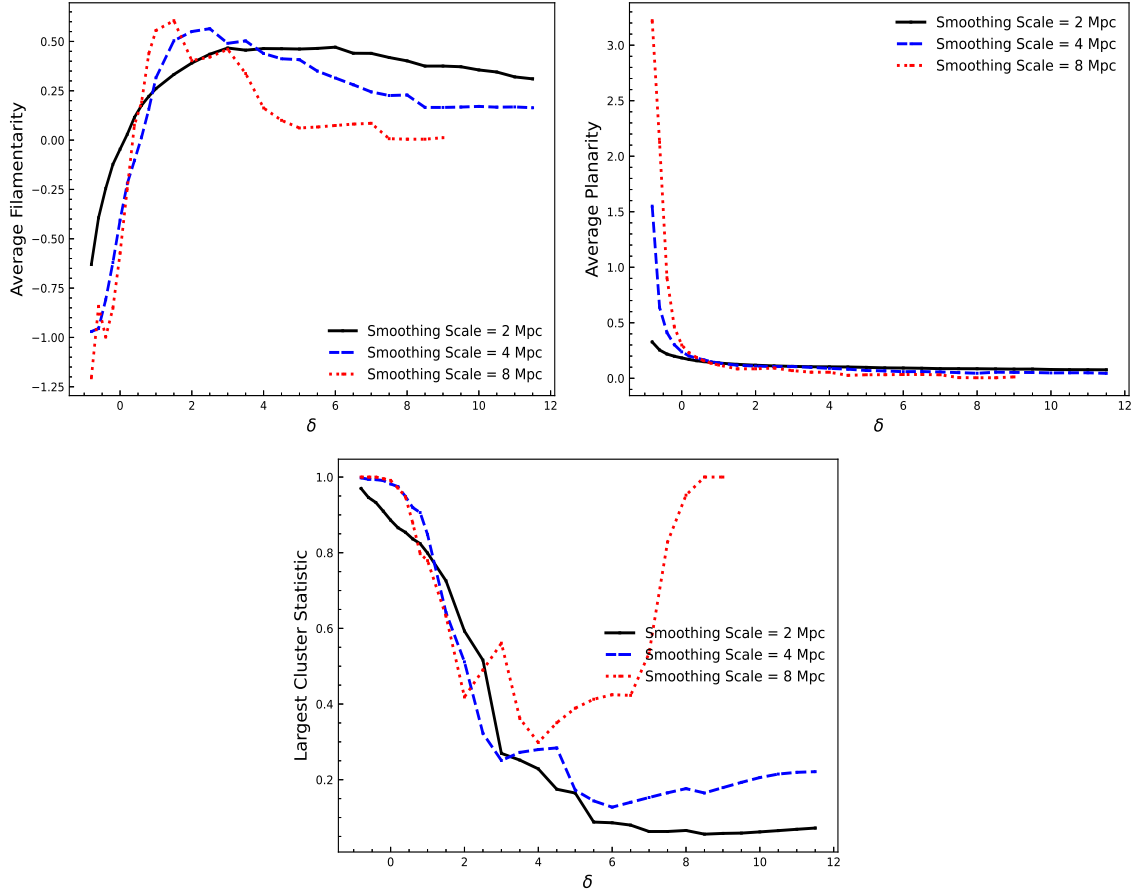 0.50
0.25
0.00
−0.25
−0.50
−0.75
−1.00
−1.25
Average Filamentarity
Smoothing Scale = 2 Mpc
Smoothing Scale = 4 Mpc
Smoothing Scale = 8 Mpc
0 2 4 6 8 10 12
δ
3.0
2.5
2.0
1.5
1.0
0.5
0.0
Average Planarity
Smoothing Scale = 2 Mpc
Smoothing Scale = 4 Mpc
Smoothing Scale = 8 Mpc
0 2 4 6 8 10 12
δ
1.0
0.8
0.6
0.4
0.2
Largest Cluster Statistic
Smoothing Scale = 2 Mpc
Smoothing Scale = 4 Mpc
Smoothing Scale = 8 Mpc
0 2 4 6 8 10 12
δ